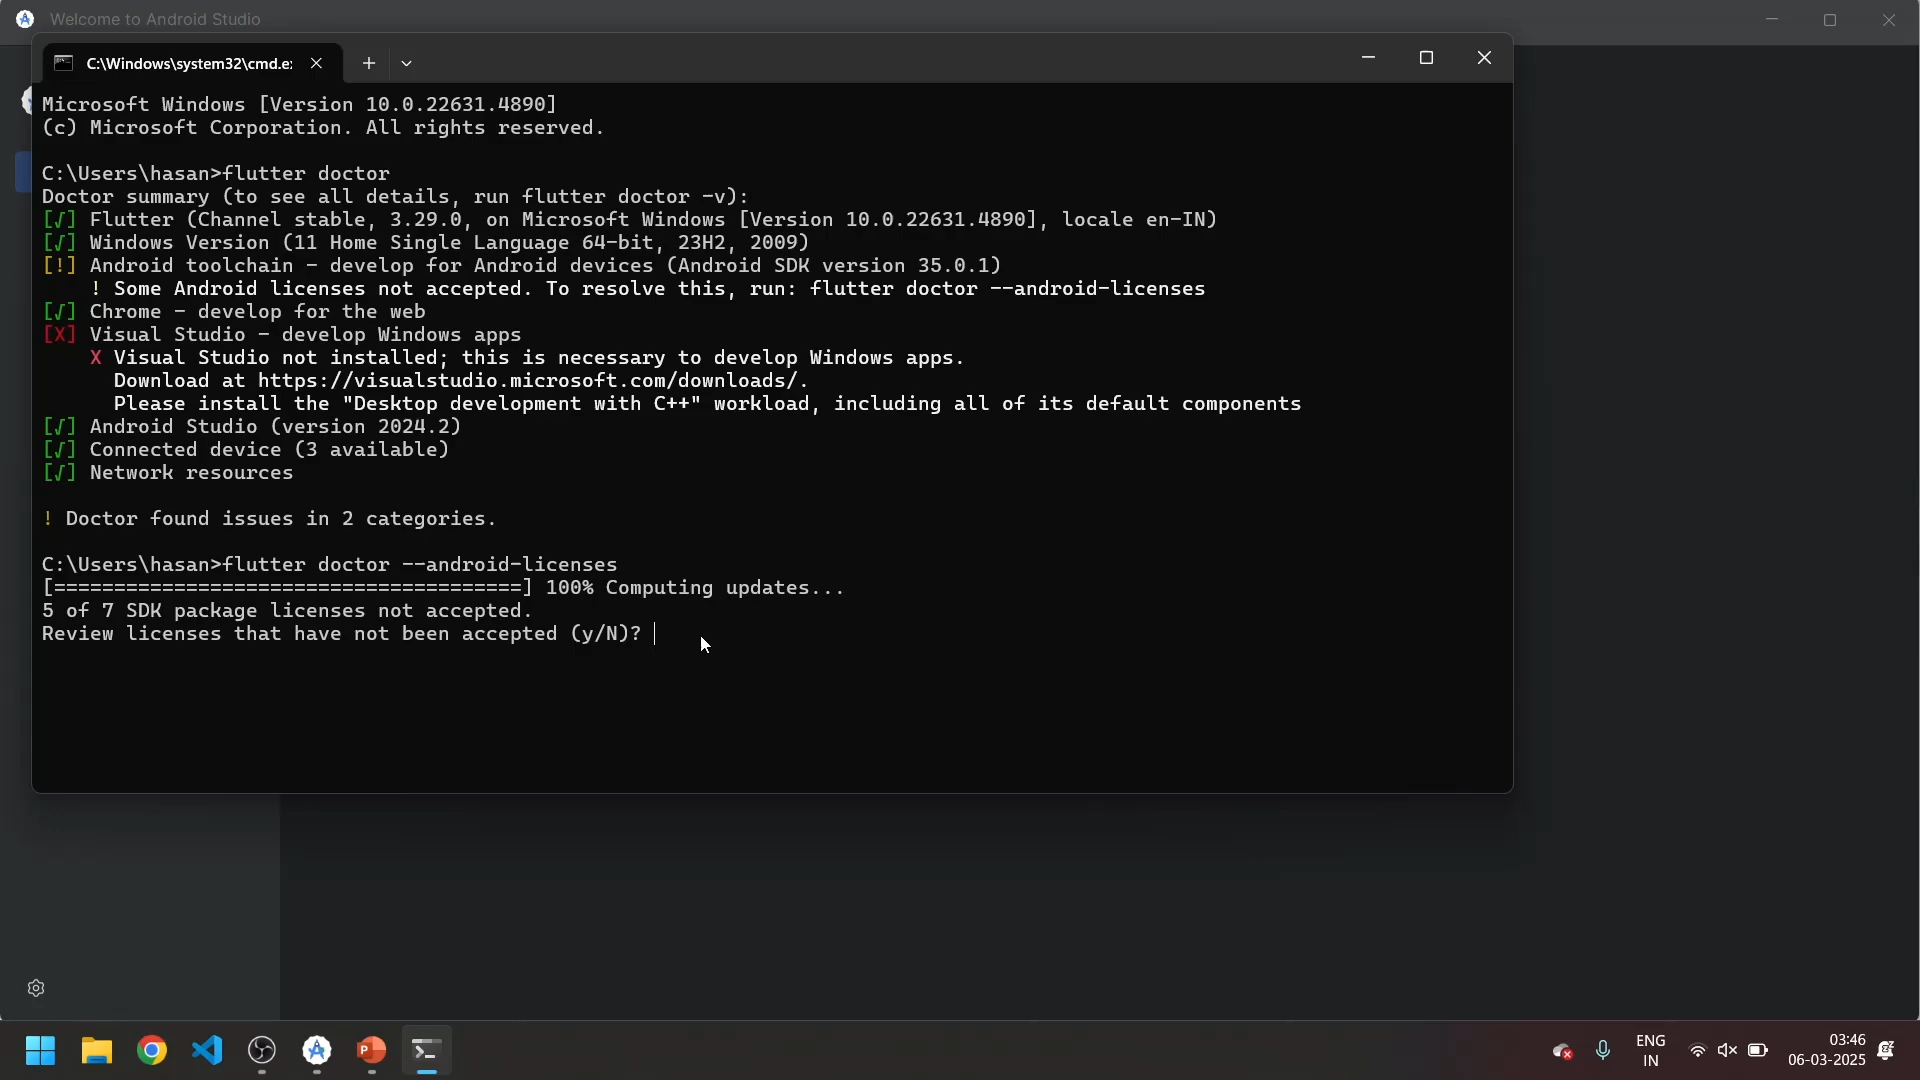 Welcome to Android Studio
C:\Windows\system32\cmd.e:
Microsoft Windows [Version 10.0.22631.4890]
(c) Microsoft Corporation. All rights reserved.
C:\Users\hasan>flutter doctor
Doctor summary (to see all details, run flutter doctor -v):
[√] Flutter (Channel stable, 3.29.0, on Microsoft Windows [Version 10.0.22631.4890], locale en-IN)
[√] Windows Version (11 Home Single Language 64-bit, 23H2, 2009)
[!] Android toolchain - develop for Android devices (Android SDK version 35.0.1)
! Some Android licenses not accepted. To resolve this, run: flutter doctor --android-licenses
[√] Chrome - develop for the web
[X] Visual Studio - develop Windows apps
X Visual Studio not installed; this is necessary to develop Windows apps.
Download at https://visualstudio.microsoft.com/downloads/.
Please install the "Desktop development with C++" workload, including all of its default components
[√] Android Studio (version 2024.2)
[√] Connected device (3 available)
[√] Network resources
! Doctor found issues in 2 categories.
C:\Users\hasan>flutter doctor --android-licenses
[=======================================] 100% Computing updates...
5 of 7 SDK package licenses not accepted.
Review licenses that have not been accepted (y/N)?
ENG
IN
03:46
06-03-2025